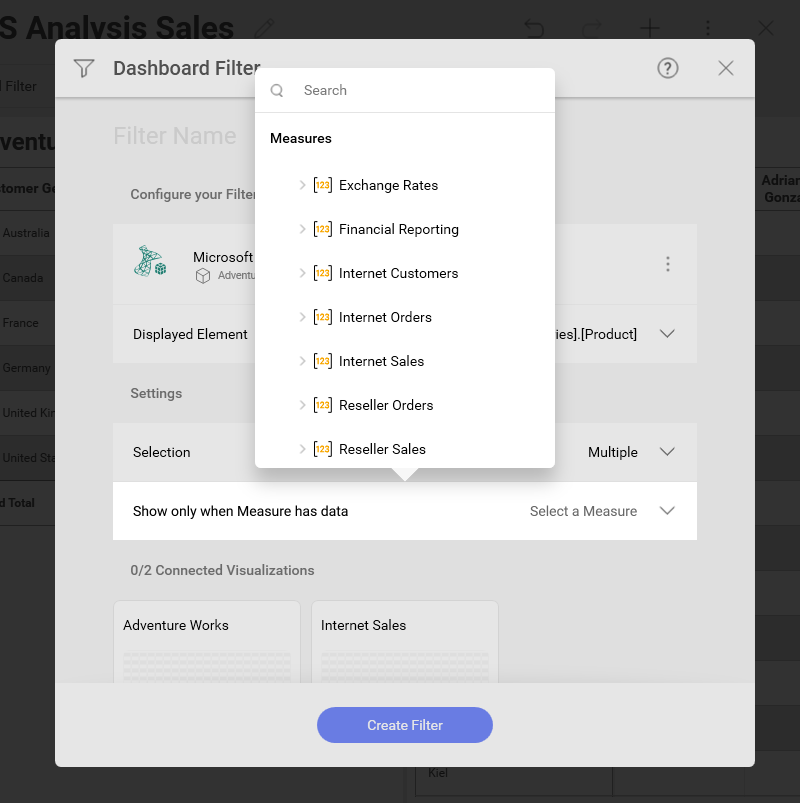 S Analysis Sales
Filter
Dashboard Filter
?
Search
Measures
123 Exchange Rates
123 Financial Reporting
123 Internet Customers
123 Internet Orders
123 Internet Sales
123 Reseller Orders
123 Reseller Sales
Filter Name
Configure your Filter
Microsoft
Adventu
Displayed Element
ies].[Product]
Settings
Selection
Multiple
Show only when Measure has data
Select a Measure
0/2 Connected Visualizations
Adventure Works
Internet Sales
Create Filter
ventu
tomer Ge
Australia
Canada
France
Germany
United Kin
United Sta
d Total
Adrian
Gonza
Kiel